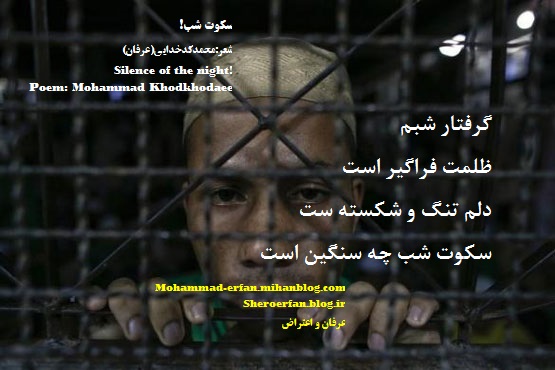 سکوت شب!
شعر:محمدکدخدایی(عرفان)
Silence of the night!
Poem: Mohammad Khodkhodaee
گرفتار شبم
ظلمت فراگیر است
دلم تنگ و شکسته ست
سکوت شب چه سنگین است
Mohammad-erfan.mihanblog.com
Sheroerfan.blog.ir
عرفان و اعتراض